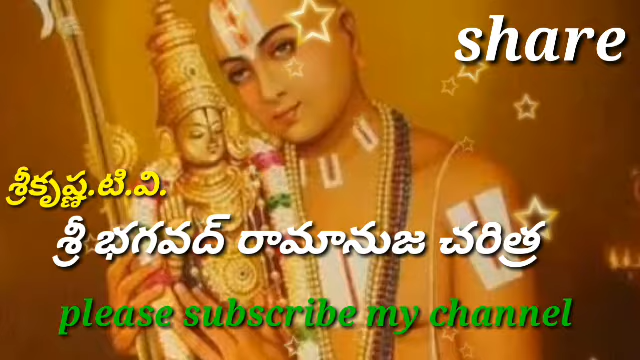 share
శ్రీకృష్ణ.టి.వి.
శ్రీ భగవద్ రామానుజ చరిత్ర
please subscribe my channel